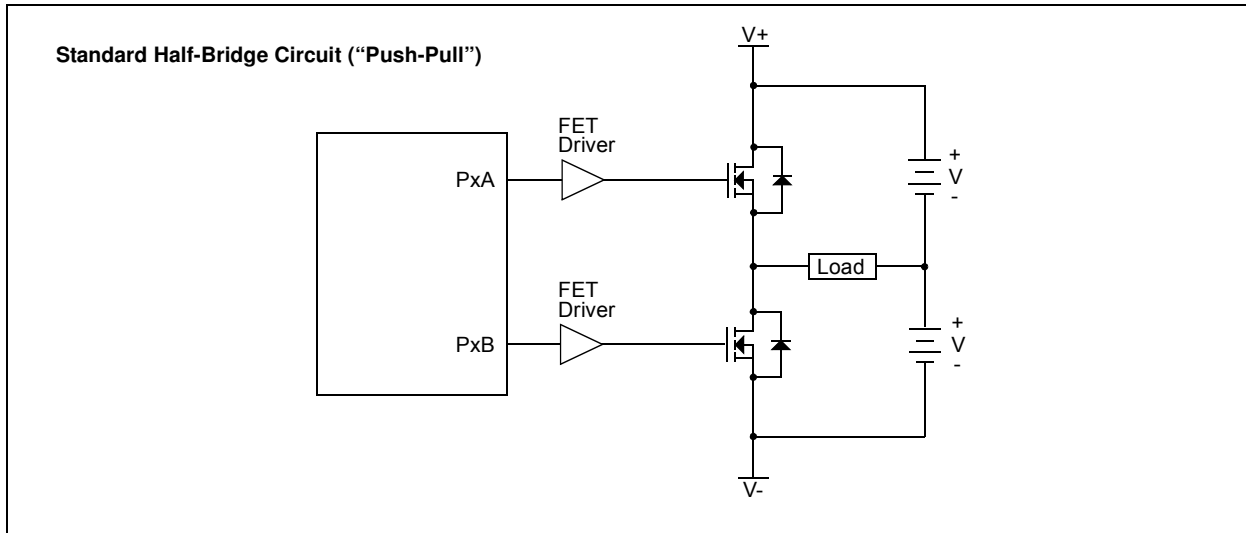 Standard Half-Bridge Circuit (“Push-Pull”)
V+
FET
Driver
PxA
+
V
-
Load
FET
Driver
PxB
+
V
-
V-